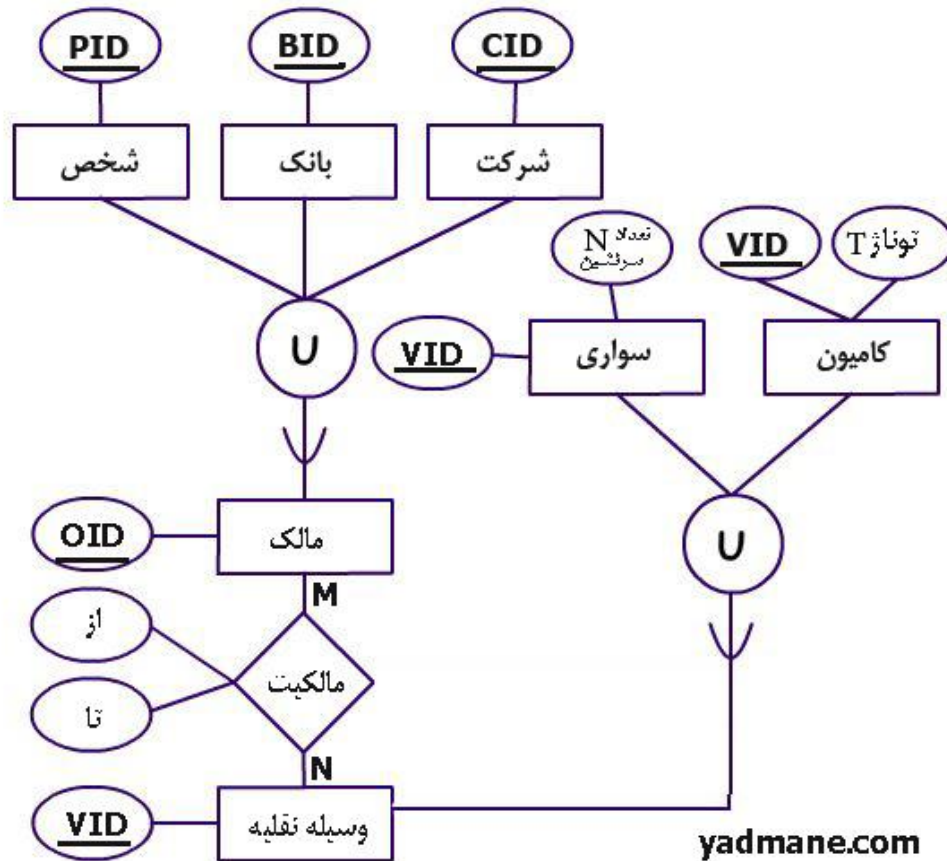 PID
BID
CID
شخص
بانک
شرکت
N تعداد
سرنشین
VID
توناژ T
U
VID
سواری
کامیون
OID
مالک
U
M
از
مالکیت
تا
N
VID
وسیله نقلیه
yadmane.com